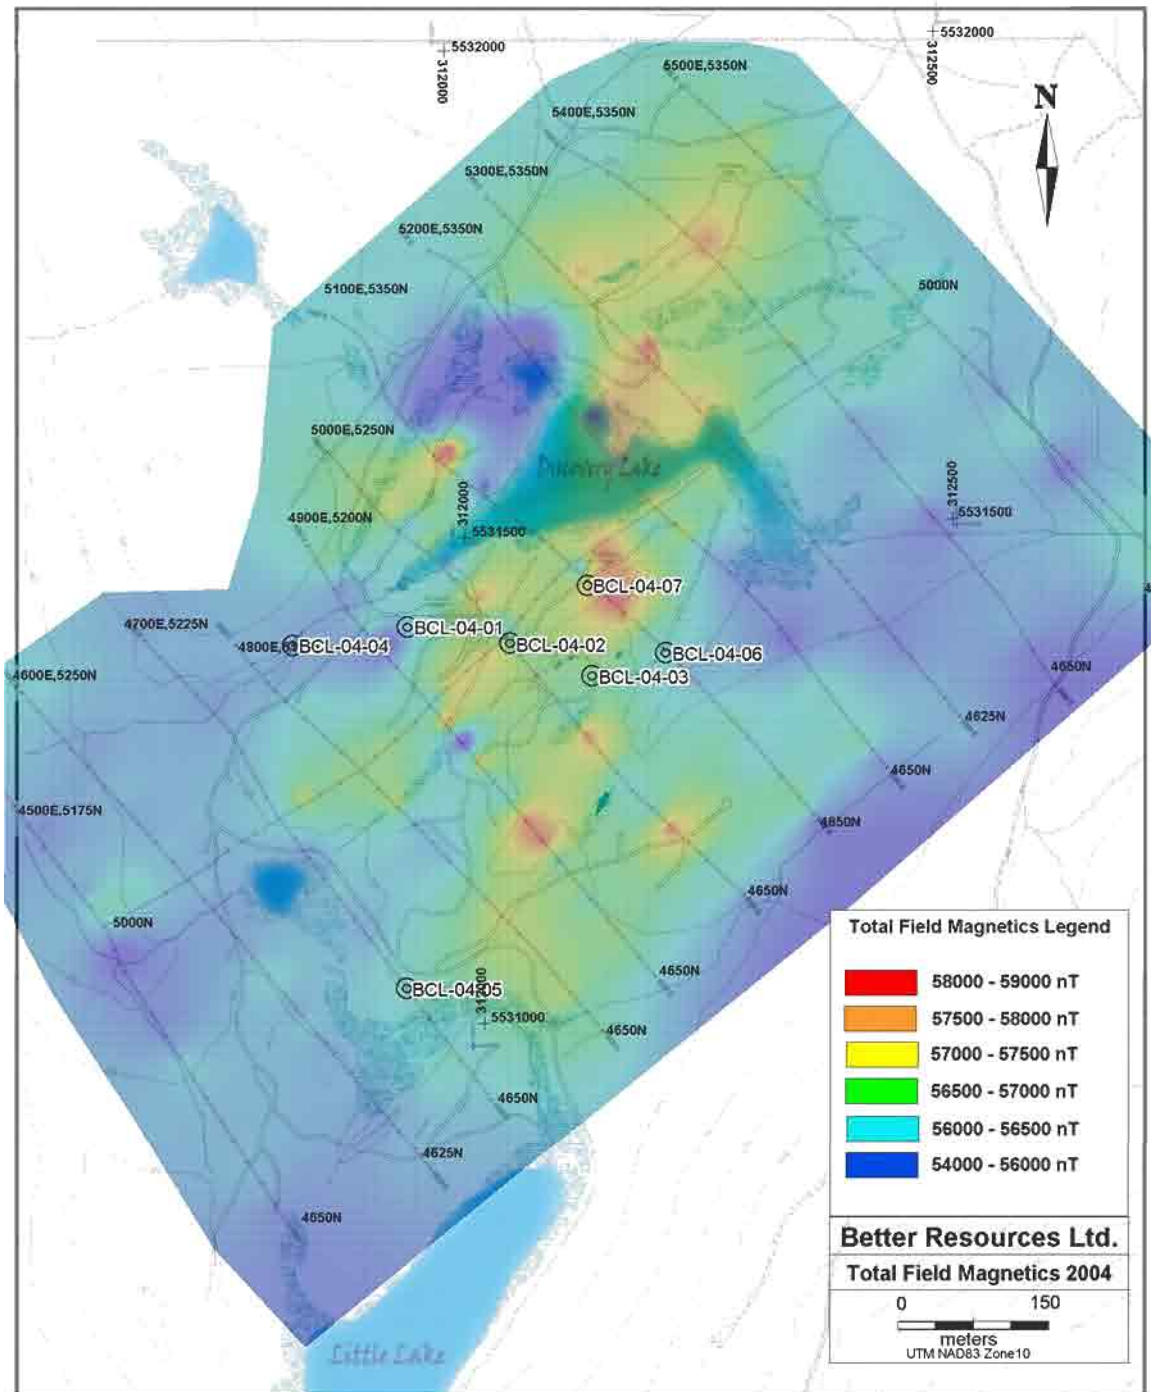 5532000
312500
5532000
312000
5500E,5350N
N
5400E,5350N
5300E,5350N
5200E,5350N
5000N
5100E,5350N
5000E,5250N
Discovery Lake
312500
312000
4900E,5200N
5531500
5531500
BCL-04-07
4700E,5225N
BCL-04-01
BCL-04-02
BCL-04-04
BCL-04-06
4650N
4600E,5250N
BCL-04-03
4625N
4650N
4500E,5175N
4650N
5000N
Total Field Magnetics Legend
4650N
58000 - 59000 nT
BCL-04-05
312000
5531000
57500 - 58000 nT
4650N
57000 - 57500 nT
56500 - 57000 nT
4650N
56000 - 56500 nT
4625N
54000 - 56000 nT
4650N
Better Resources Ltd.
Total Field Magnetics 2004
0 150
meters
UTM NAD83 Zone10
Little Lake